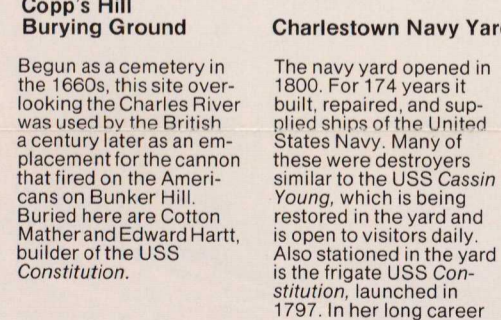 Copp's Hill
Burying Ground
Begun as a cemetery in
the 1660s, this site over-
looking the Charles River
was used by the British
a century later as an em-
placement for the cannon
that fired on the Ameri-
cans on Bunker Hill.
Buried here are Cotton
Mather and Edward Hartt,
builder of the USS
Constitution.
Charlestown Navy Yar
The navy yard opened in
1800. For 174 years it
built, repaired, and sup-
plied ships of the United
States Navy. Many of
these were destroyers
similar to the USS Cassin
Young, which is being
restored in the yard and
is open to visitors daily.
Also stationed in the yard
is the frigate USS Con-
stitution, launched in
1797. In her long career